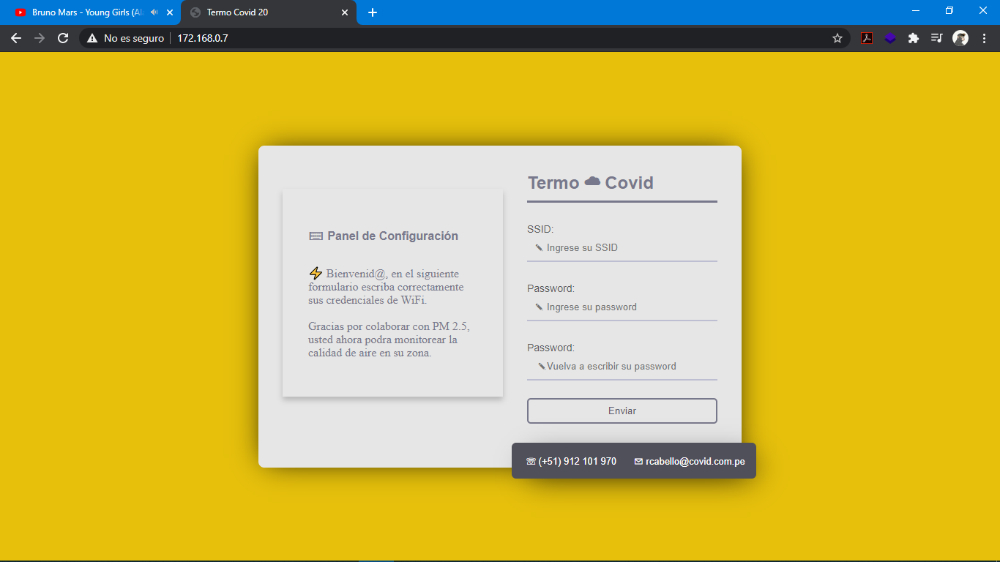 Bruno Mars - Young Girls (Al
Termo Covid 20
No es seguro
172.168.0.7
Termo ☁ Covid
⌨ Panel de Configuración
⚡ Bienvenid@, en el siguiente
formulario escriba correctamente
sus credenciales de WiFi.
Gracias por colaborar con PM 2.5,
usted ahora podra monitorear la
calidad de aire en su zona.
SSID:
✎ Ingrese su SSID
Password:
✎ Ingrese su password
Password:
✎Vuelva a escribir su password
Enviar
☏ (+51) 912 101 970
✉ rcabello@covid.com.pe